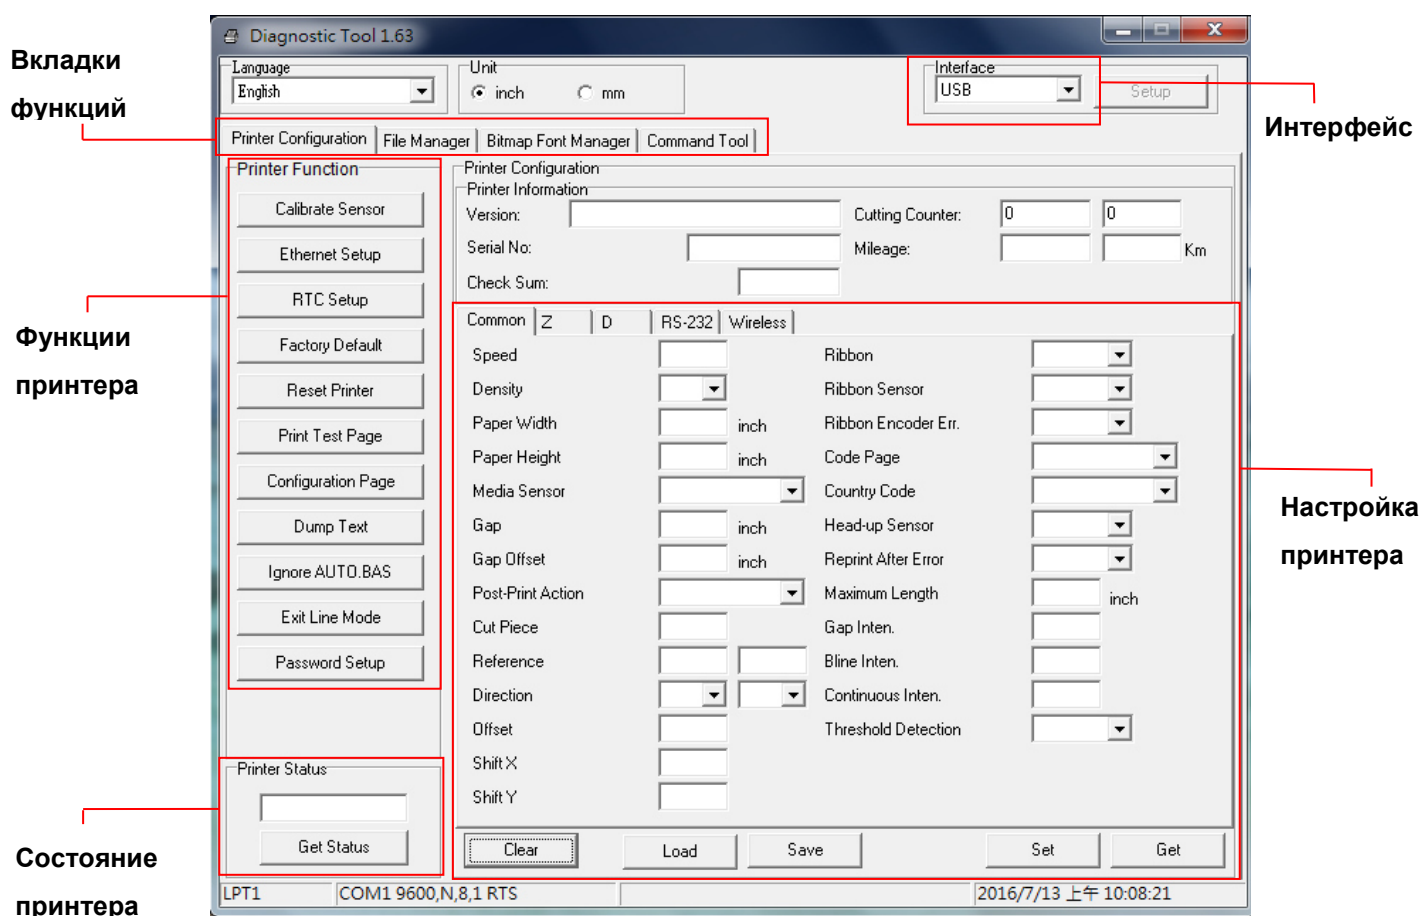 Diagnostic Tool 1.63
Вкладки
функций
Language
English
Unit
inch
mm
Interface
USB
Setup
Интерфейс
Printer Configuration
File Manager
Bitmap Font Manager
Command Tool
Printer Function
Calibrate Sensor
Ethernet Setup
RTC Setup
Factory Default
Reset Printer
Print Test Page
Configuration Page
Dump Text
Ignore AUTO.BAS
Exit Line Mode
Password Setup
Функции
принтера
Printer Configuration
Printer Information
Version:
Cutting Counter:
0
0
Serial No:
Mileage:
Km
Check Sum:
Common
Z
D
RS-232
Wireless
Speed
Ribbon
Density
Ribbon Sensor
Paper Width
inch
Ribbon Encoder Err.
Paper Height
inch
Code Page
Media Sensor
Country Code
Gap
inch
Head-up Sensor
Gap Offset
inch
Reprint After Error
Post-Print Action
Maximum Length
inch
Cut Piece
Gap Inten.
Reference
Bline Inten.
Direction
Continuous Inten.
Offset
Threshold Detection
Shift X
Shift Y
Настройка
принтера
Printer Status
Get Status
Состояние
принтера
Clear
Load
Save
Set
Get
LPT1
COM1 9600,N,8,1 RTS
2016/7/13 上午 10:08:21